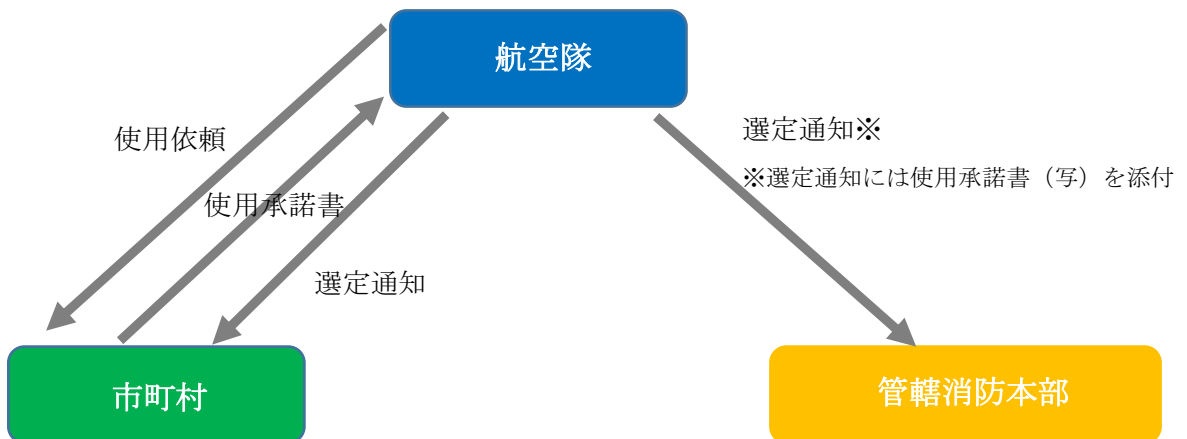 航空隊
使用依頼
選定通知※
※選定通知には使用承諾書（写）を添付
使用承諾書
選定通知
市町村
管轄消防本部